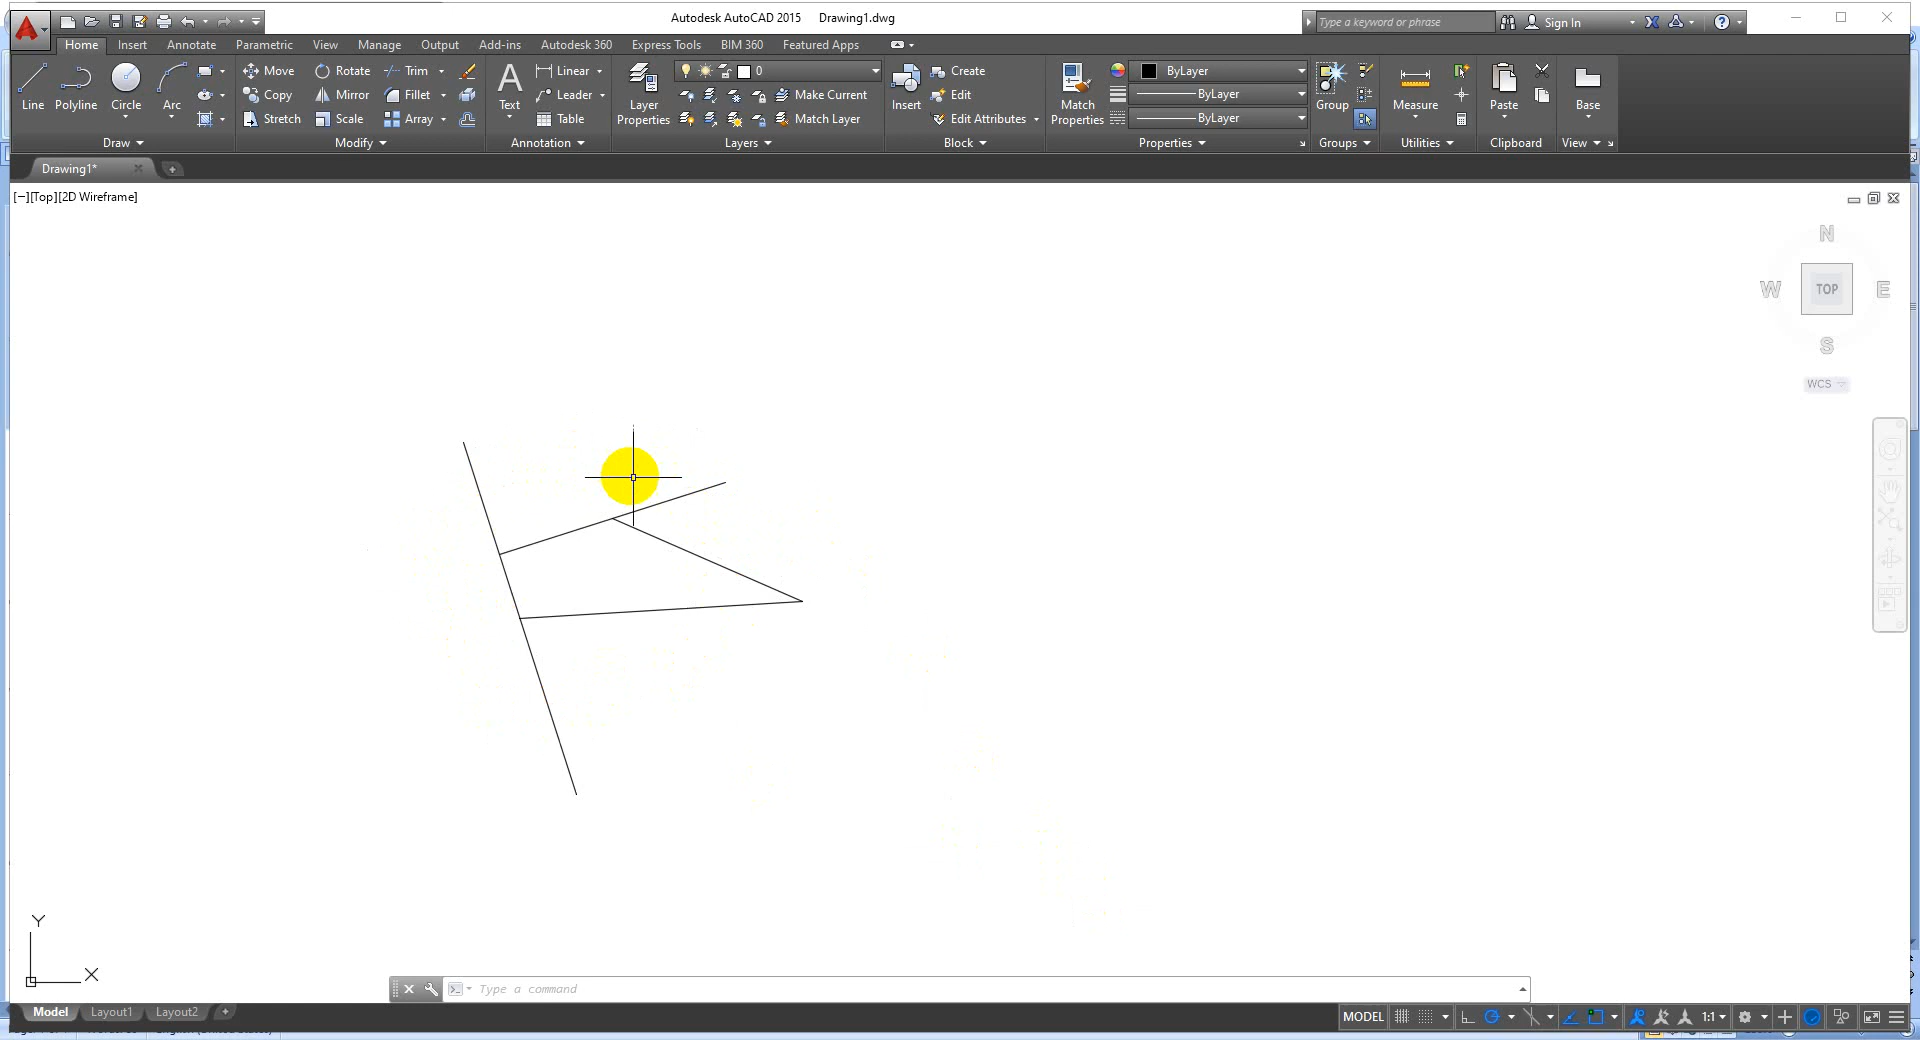 Autodesk AutoCAD 2015 Drawing1.dwg
Type a keyword or phrase
Sign In
Home Insert Annotate Parametric View Manage Output Add-ins Autodesk 360 Express Tools BIM 360 Featured Apps
Line Polyline Circle Arc
Draw
Move Rotate Trim
Copy Mirror Fillet
Stretch Scale Array
Modify
A
Text
Linear
Leader
Table
Annotation
Layer
Properties
0
Make Current
Match Layer
Layers
Insert
Create
Edit
Edit Attributes
Block
Match
Properties
ByLayer
ByLayer
ByLayer
Properties
Group
Groups
Measure
Utilities
Paste
Clipboard
Base
View
Drawing1*
[−][Top][2D Wireframe]
N
W TOP E
S
WCS
Y
X
Type a command
Model Layout1 Layout2
MODEL 1:1